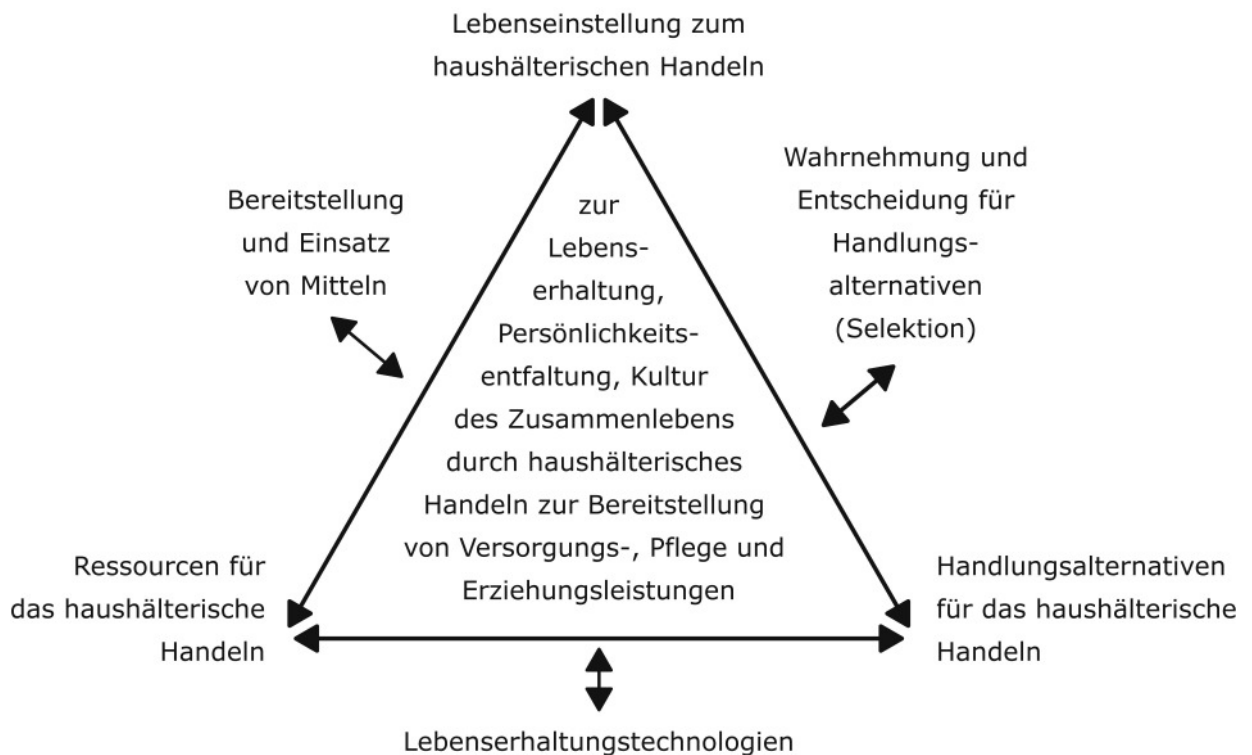 Lebenseinstellung zum
haushälterischen Handeln
Bereitstellung
und Einsatz
von Mitteln
Wahrnehmung und
Entscheidung für
Handlungs-
alternativen
(Selektion)
zur
Lebens-
erhaltung,
Persönlichkeits-
entfaltung, Kultur
des Zusammenlebens
durch haushälterisches
Handeln zur Bereitstellung
von Versorgungs-, Pflege und
Erziehungsleistungen
Ressourcen für
das haushälterische
Handeln
Handlungsalternativen
für das haushälterische
Handeln
Lebenserhaltungstechnologien